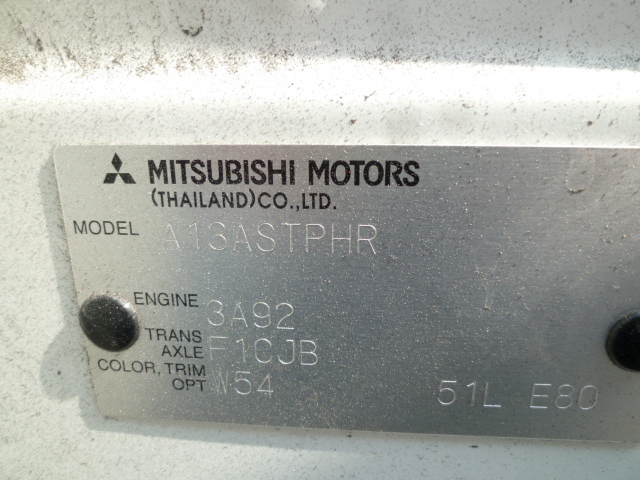 MITSUBISHI MOTORS
(THAILAND)CO.,LTD.
MODEL A13ASTPHR
ENGINE 3A92
TRANS
AXLE F1CJB
COLOR, TRIM
OPT W54 51L E80